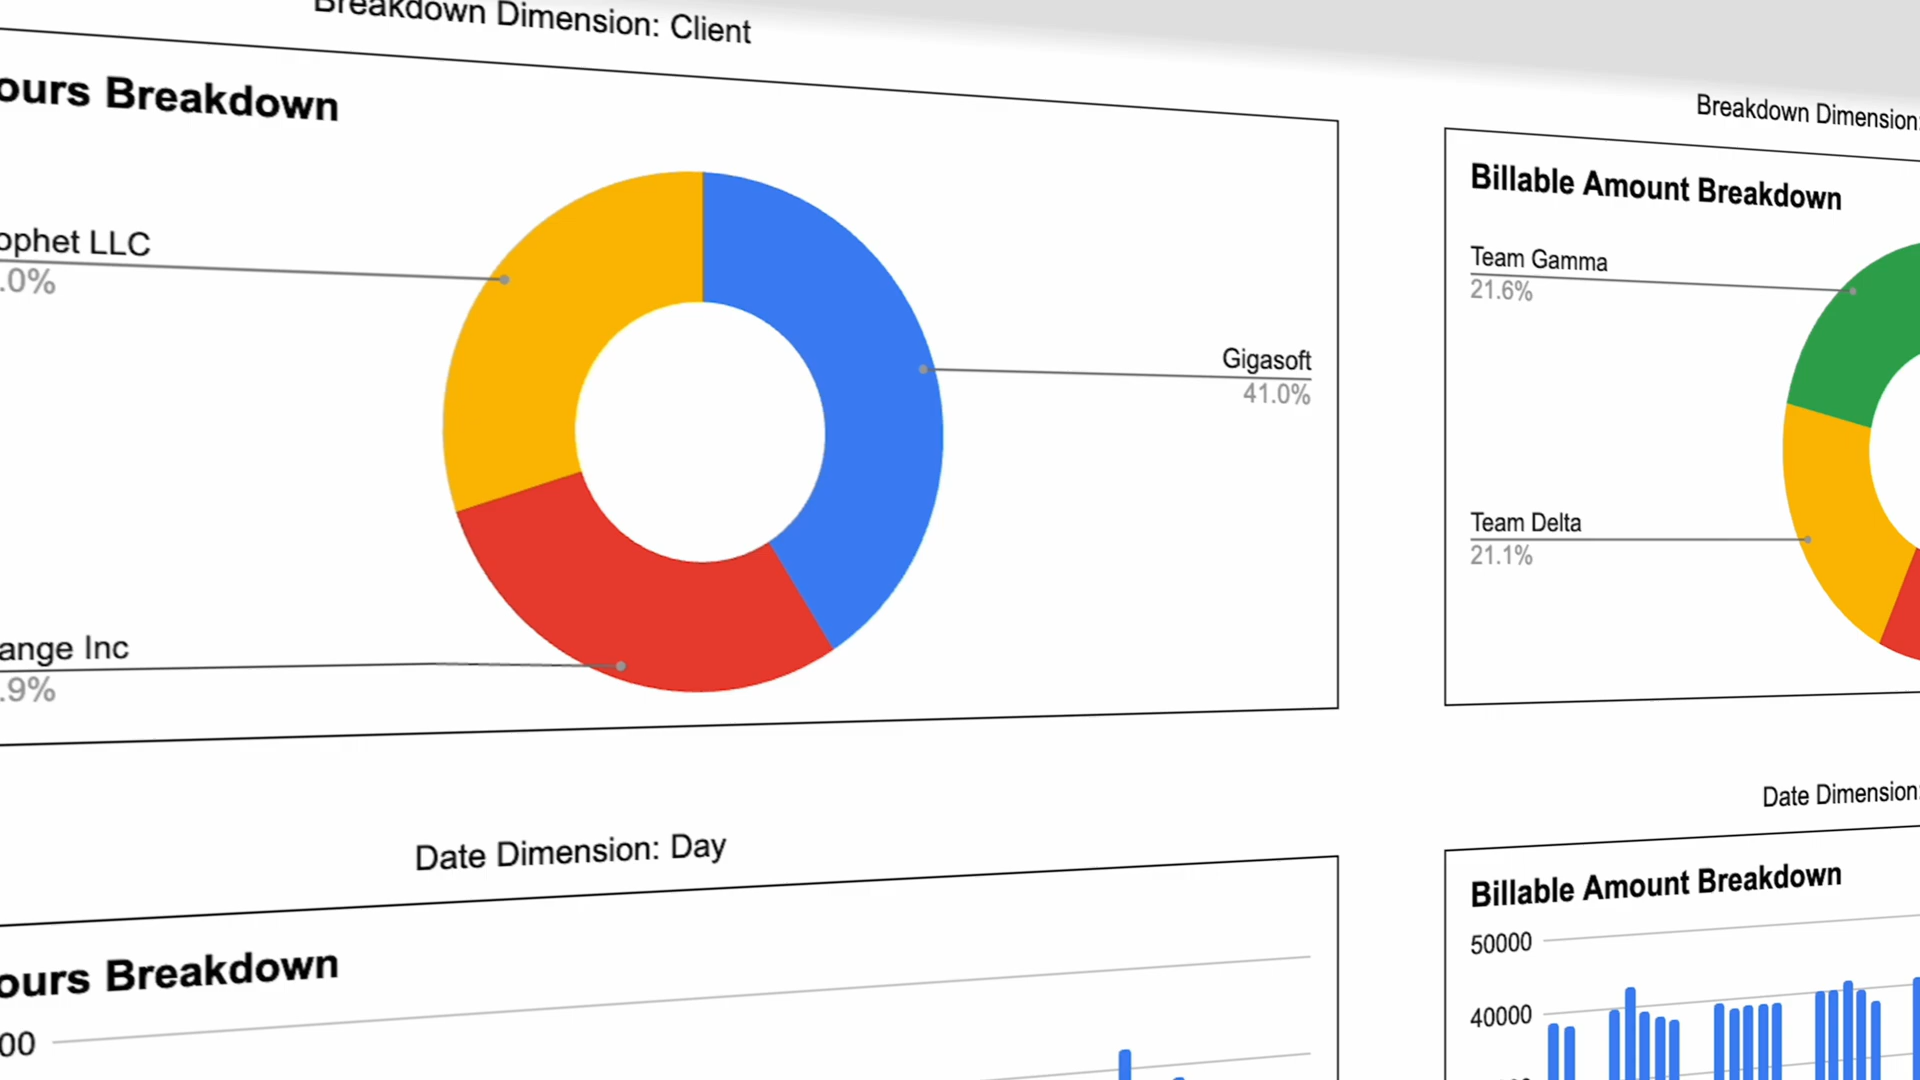 Breakdown Dimension: Client
ours Breakdown
ophet LLC
.0%
Gigasoft
41.0%
ange Inc
.9%
Breakdown Dimension:
Billable Amount Breakdown
Team Gamma
21.6%
Team Delta
21.1%
Date Dimension: Day
ours Breakdown
00
Date Dimension:
Billable Amount Breakdown
50000
40000